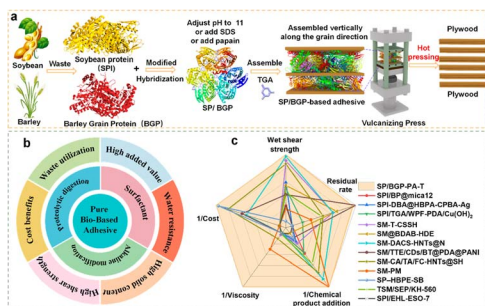 a
Adjust pH to 11
or add SDS
or add papain
Assembled vertically
along the grain direction
Plywood
Soybean protein
(SPI)
Soybean
Waste
Modified
Hybridization
Assemble
TGA
Hot
pressing
Barley
Barley Grain Protein (BGP)
SP/ BGP
SP/BGP-based adhesive
Vulcanizing Press
Plywood
b
Waste utilization
High added value
Cost benefits
Water resistance
High shear strength
High solid content
Proteolytic digestion
Surfactant
Alkaline modification
Pure
Bio-Based
Adhesive
c
Wet shear
strength
Residual
rate
1/Cost
1/Viscosity
1/Chemical
product addition
SP/BGP-PA-T
SPI/BP@mica12
SPI-DBA@HBPA-CPBA-Ag
SPI/TGA/WPF-PDA/Cu(OH)2
SM-T-CSSH
SM@BDAB-HDE
SM-DACS-HNTs@N
SM/TTE/CDs/BT@PDA@PANI
SM-CA/TA/FC-HNTs@SH
SM-PM
SP-HBPE-SB
TSM/SEP/KH-560
SPI/EHL-ESO-T